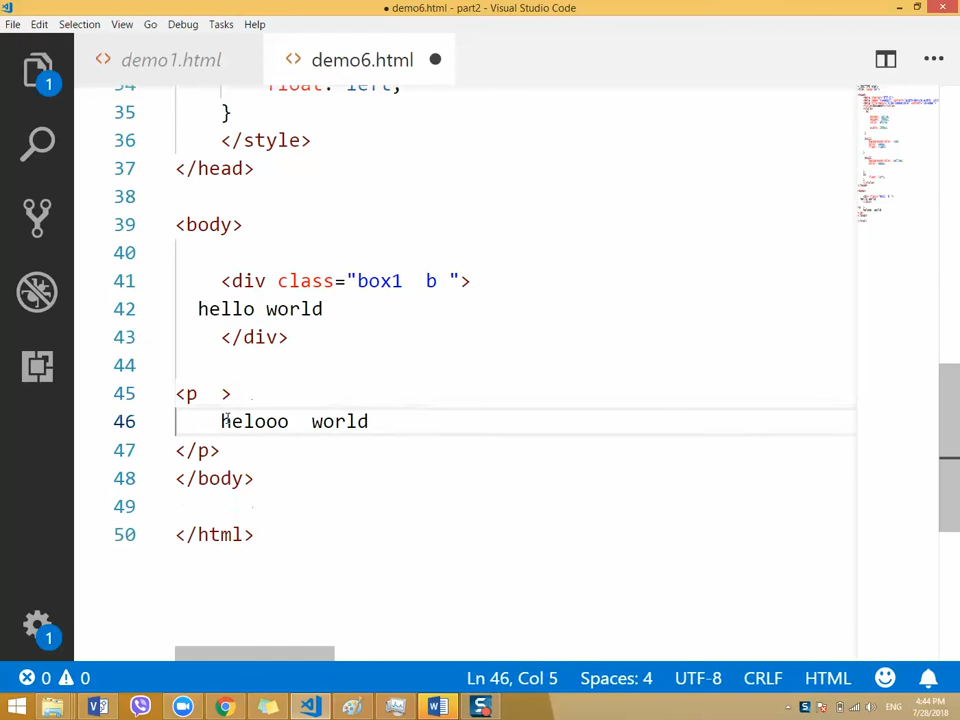 ● demo6.html - part2 - Visual Studio Code
File Edit Selection View Go Debug Tasks Help
demo1.html demo6.html
1
34 float: left;
35 }
36 </style>
37 </head>
38
39 <body>
40
41 <div class="box1  b ">
42 hello world
43 </div>
44
45 <p  >
46 helooo  world
47 </p>
48 </body>
49
50 </html>
1
0 0 Ln 46, Col 5 Spaces: 4 UTF-8 CRLF HTML
ENG 4:44 PM
7/28/2018